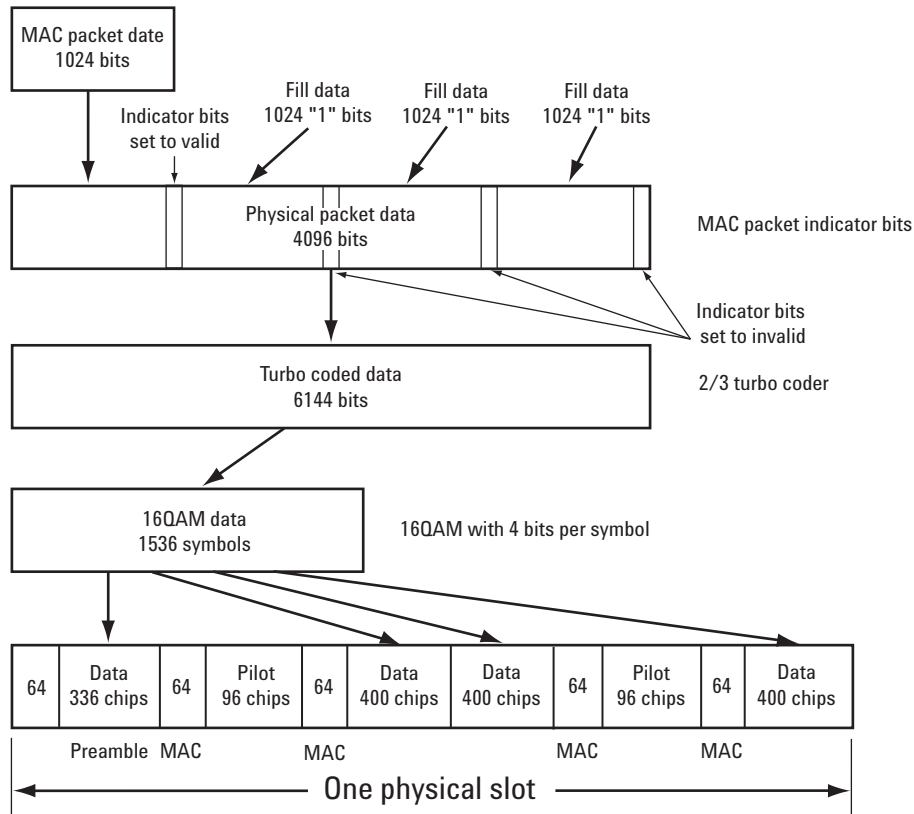 MAC packet date
1024 bits
Indicator bits
set to valid
Fill data
1024 "1" bits
Fill data
1024 "1" bits
Fill data
1024 "1" bits
Physical packet data
4096 bits
MAC packet indicator bits
Indicator bits
set to invalid
Turbo coded data
6144 bits
2/3 turbo coder
16QAM data
1536 symbols
16QAM with 4 bits per symbol
64
Data
336 chips
64
Pilot
96 chips
64
Data
400 chips
Data
400 chips
64
Pilot
96 chips
64
Data
400 chips
Preamble
MAC
MAC
MAC
MAC
One physical slot